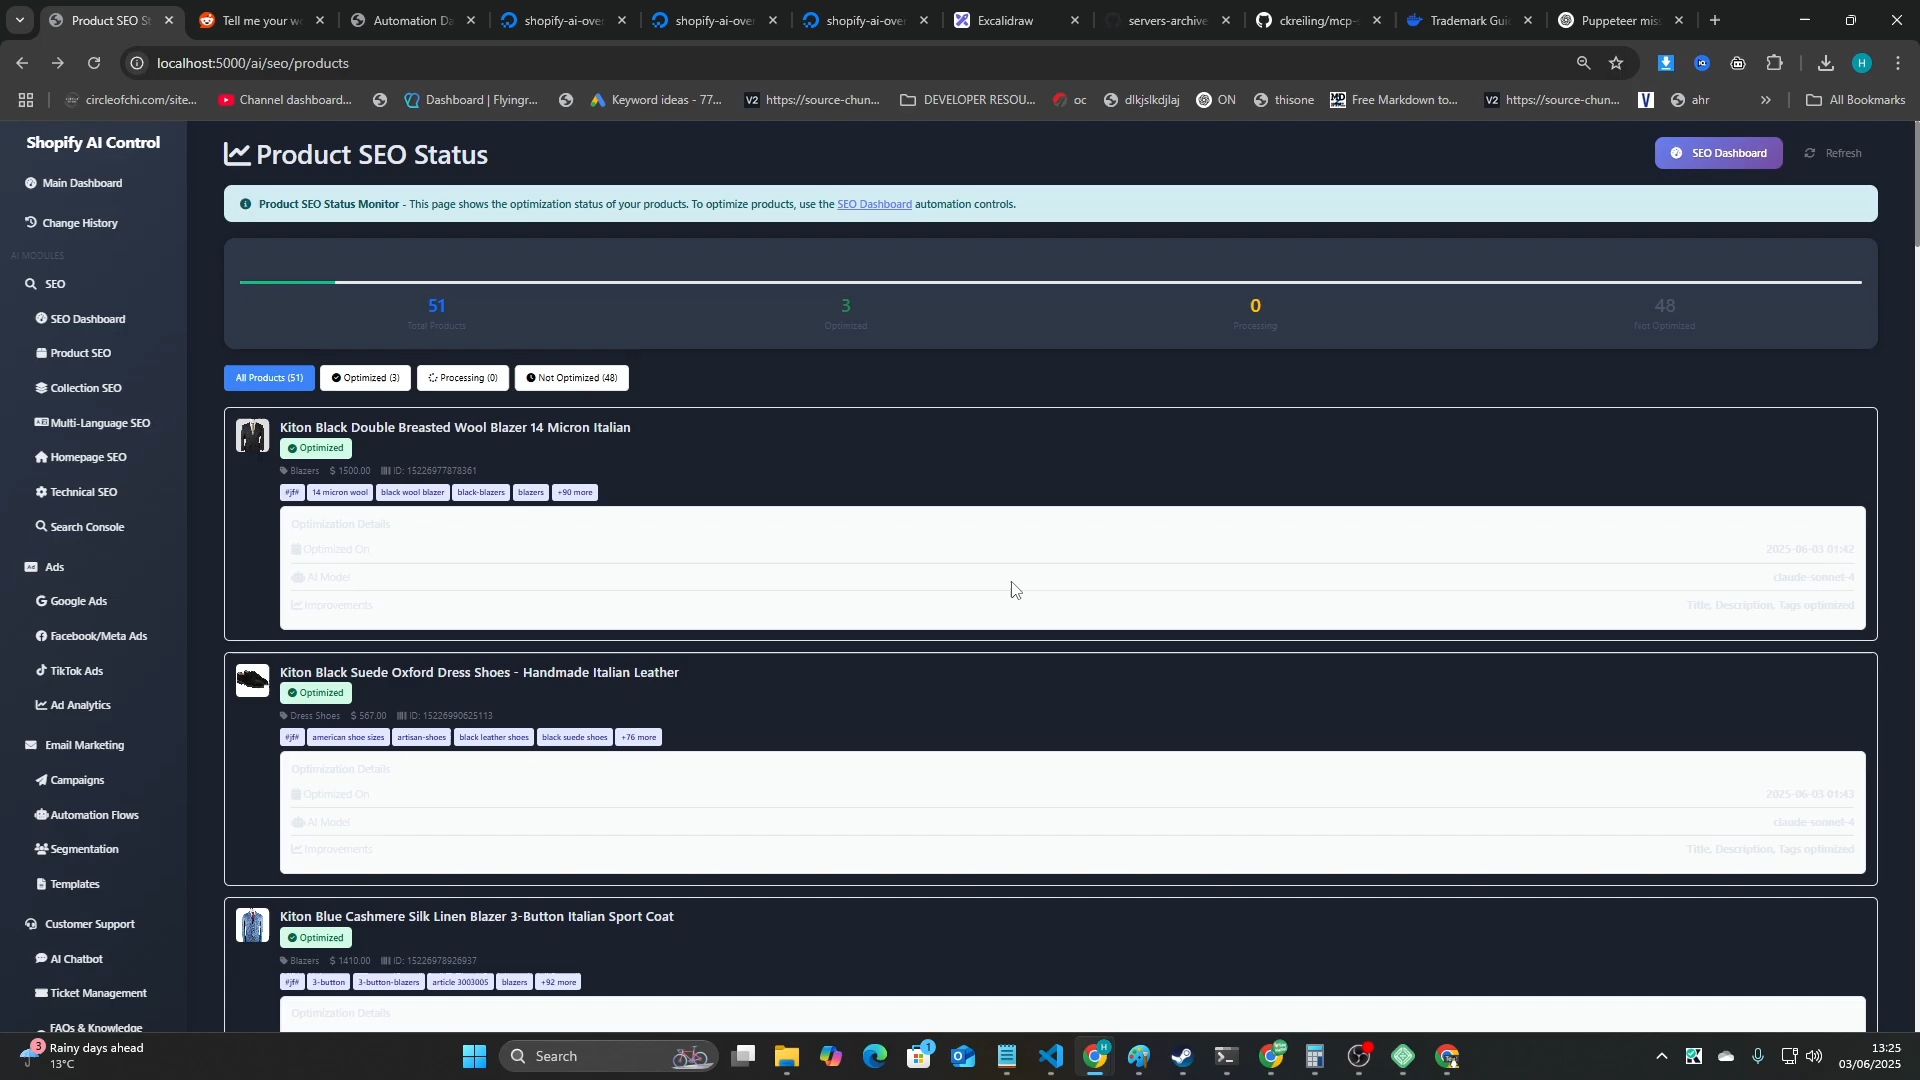 Product SEO St
Tell me your w
Automation Da
shopify-ai-over
shopify-ai-over
shopify-ai-over
Excalidraw
servers-archive
ckreiling/mcp-
Trademark Gui
Puppeteer mis
localhost:5000/ai/seo/products
H
circleofchi.com/site...
Channel dashboard...
Dashboard | Flyingr...
Keyword ideas - 77...
V2 https://source-chun...
DEVELOPER RESOU...
oc
dlkjslkdjlaj
ON
thisone
Free Markdown to...
V2 https://source-chun...
V
ahr
All Bookmarks
Shopify AI Control
Main Dashboard
Change History
AI MODULES
SEO
SEO Dashboard
Product SEO
Collection SEO
Multi-Language SEO
Homepage SEO
Technical SEO
Search Console
Ads
Google Ads
Facebook/Meta Ads
TikTok Ads
Ad Analytics
Email Marketing
Campaigns
Automation Flows
Segmentation
Templates
Customer Support
AI Chatbot
Ticket Management
FAQs & Knowledge
Product SEO Status
SEO Dashboard
Refresh
Product SEO Status Monitor - This page shows the optimization status of your products. To optimize products, use the SEO Dashboard automation controls.
51
Total Products
3
Optimized
0
Processing
48
Not Optimized
All Products (51)
Optimized (3)
Processing (0)
Not Optimized (48)
Kiton Black Double Breasted Wool Blazer 14 Micron Italian
Optimized
Blazers $ 1500.00 ID: 15226977878361
#jf# 14 micron wool black wool blazer black-blazers blazers +90 more
Optimization Details
Optimized On 2025-06-03 01:42
AI Model claude-sonnet-4
Improvements Title, Description, Tags optimized
Kiton Black Suede Oxford Dress Shoes - Handmade Italian Leather
Optimized
Dress Shoes $ 567.00 ID: 15226990625113
#jf# american shoe sizes artisan-shoes black leather shoes black suede shoes +76 more
Optimization Details
Optimized On 2025-06-03 01:43
AI Model claude-sonnet-4
Improvements Title, Description, Tags optimized
Kiton Blue Cashmere Silk Linen Blazer 3-Button Italian Sport Coat
Optimized
Blazers $ 1410.00 ID: 15226978926937
#jf# 3-button 3-button-blazers article 3003005 blazers +92 more
Optimization Details
3
Rainy days ahead
13°C
Search
1
13:25
03/06/2025